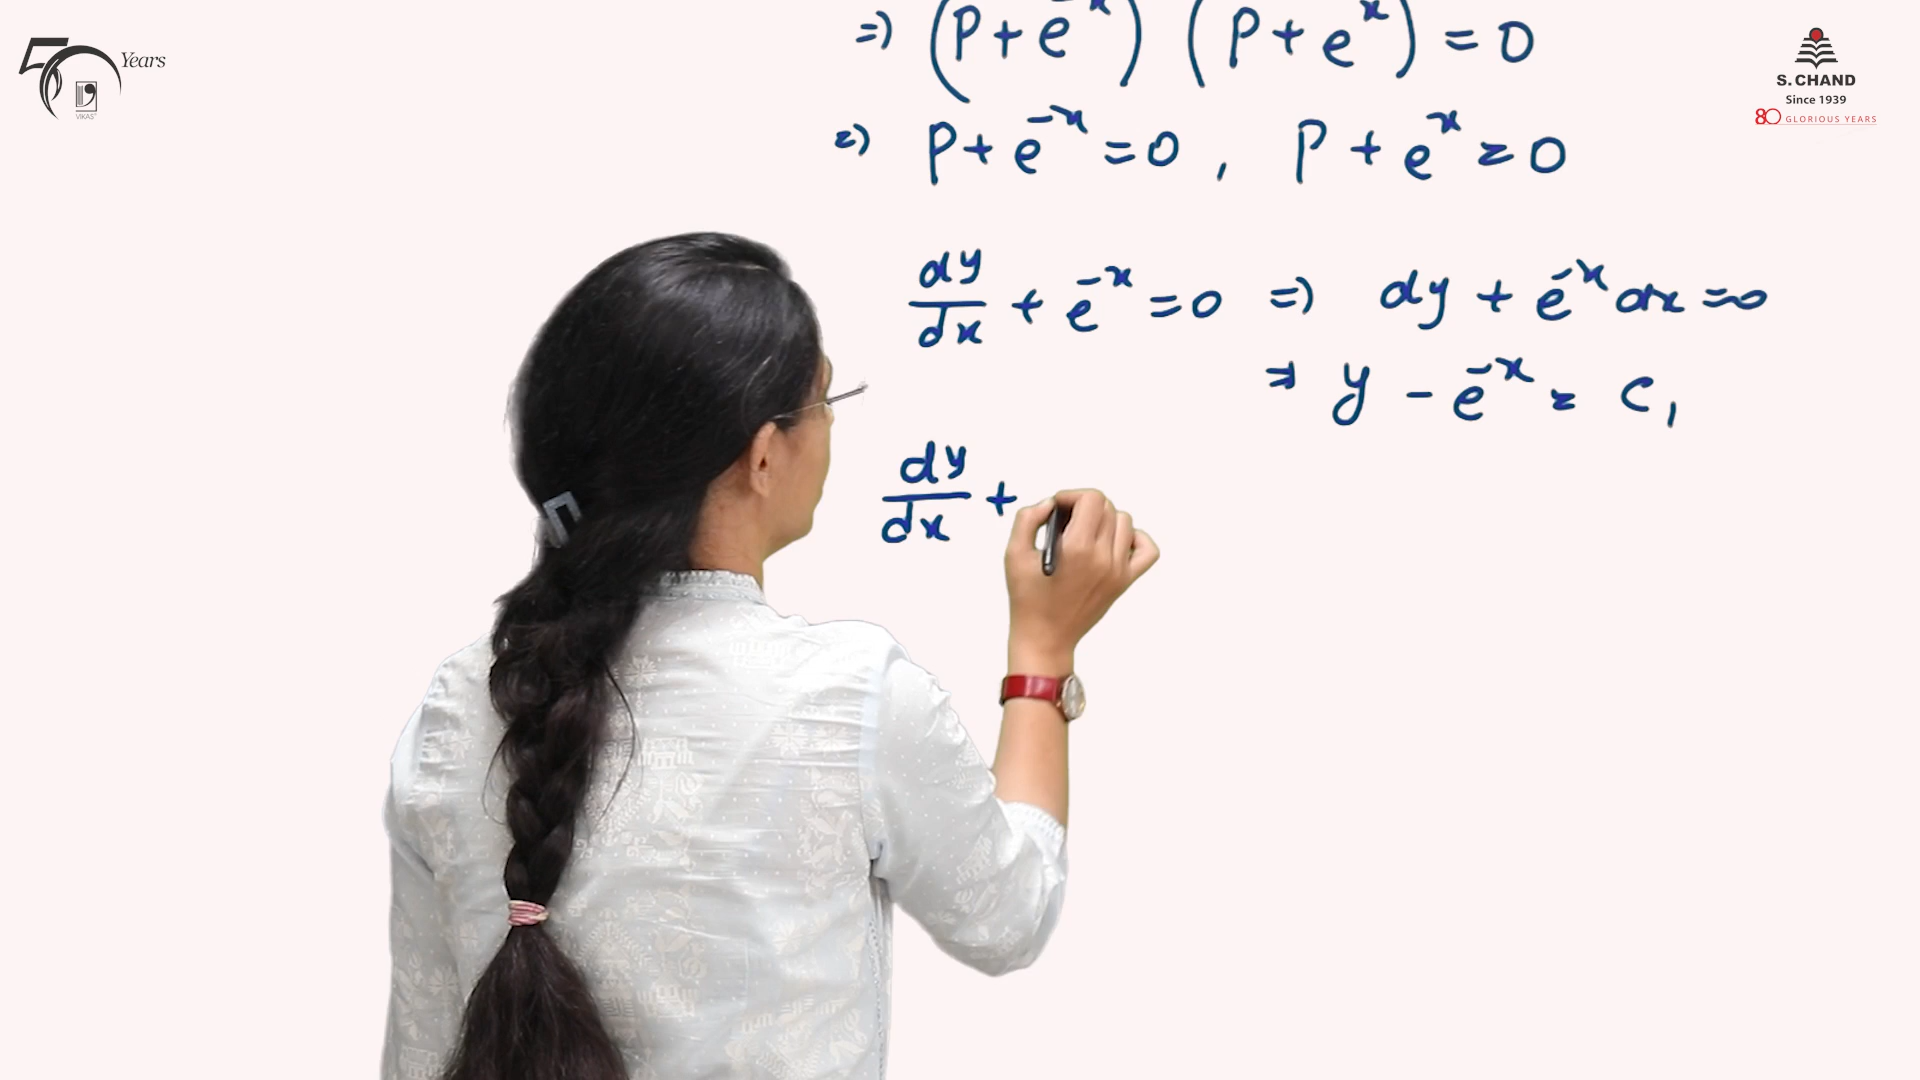 50 Years
VIKAS®
S. CHAND
Since 1939
80 GLORIOUS YEARS
=) (P + e^-x) (P + e^x) = 0
=) P + e^-x = 0 , P + e^x = 0
dy/dx + e^-x = 0 =) dy + e^-x dx = 0
=) y - e^-x = c₁
dy/dx +